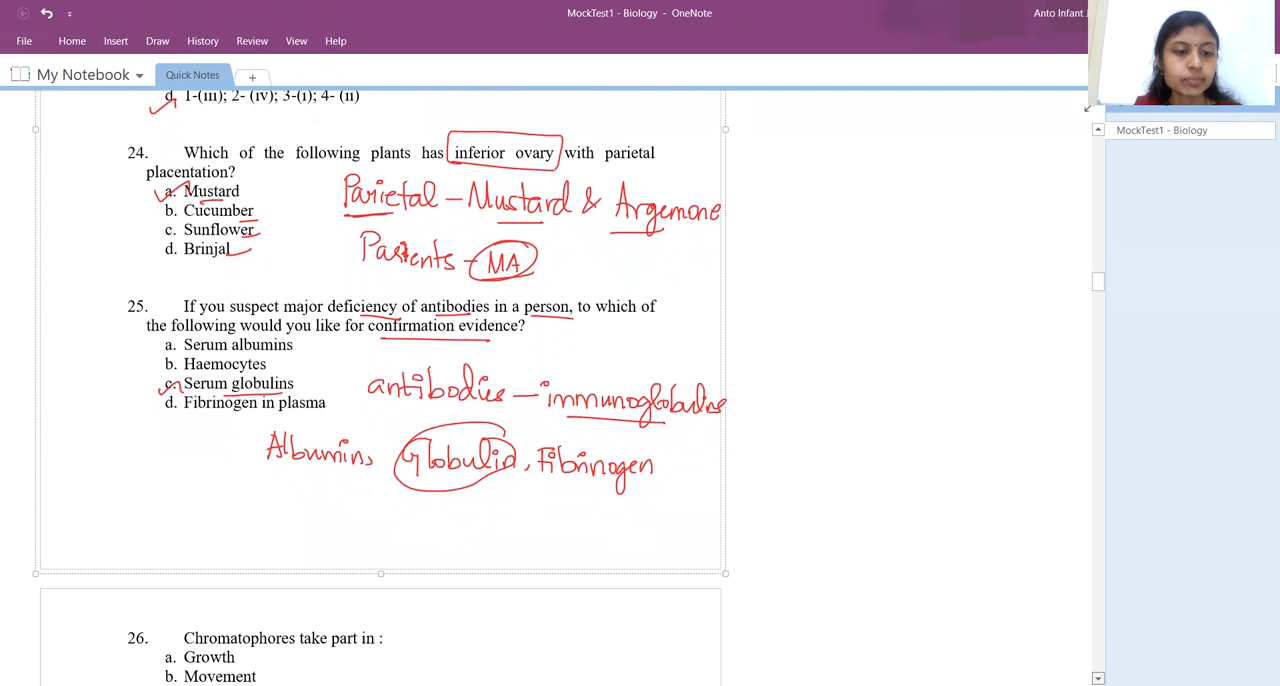 MockTest1 - Biology - OneNote
Anto Infant J
File Home Insert Draw History Review View Help
My Notebook Quick Notes +
MockTest1 - Biology
d. 1-(iii); 2- (iv); 3-(i); 4- (ii)
24. Which of the following plants has inferior ovary with parietal
placentation?
a. Mustard
b. Cucumber
c. Sunflower
d. Brinjal
Parietal - Mustard & Argemone
Parients - MA
25. If you suspect major deficiency of antibodies in a person, to which of
the following would you like for confirmation evidence?
a. Serum albumins
b. Haemocytes
c. Serum globulins
d. Fibrinogen in plasma
antibodies - immunoglobulins
Albumins, Globulin, Fibrinogen
26. Chromatophores take part in :
a. Growth
b. Movement